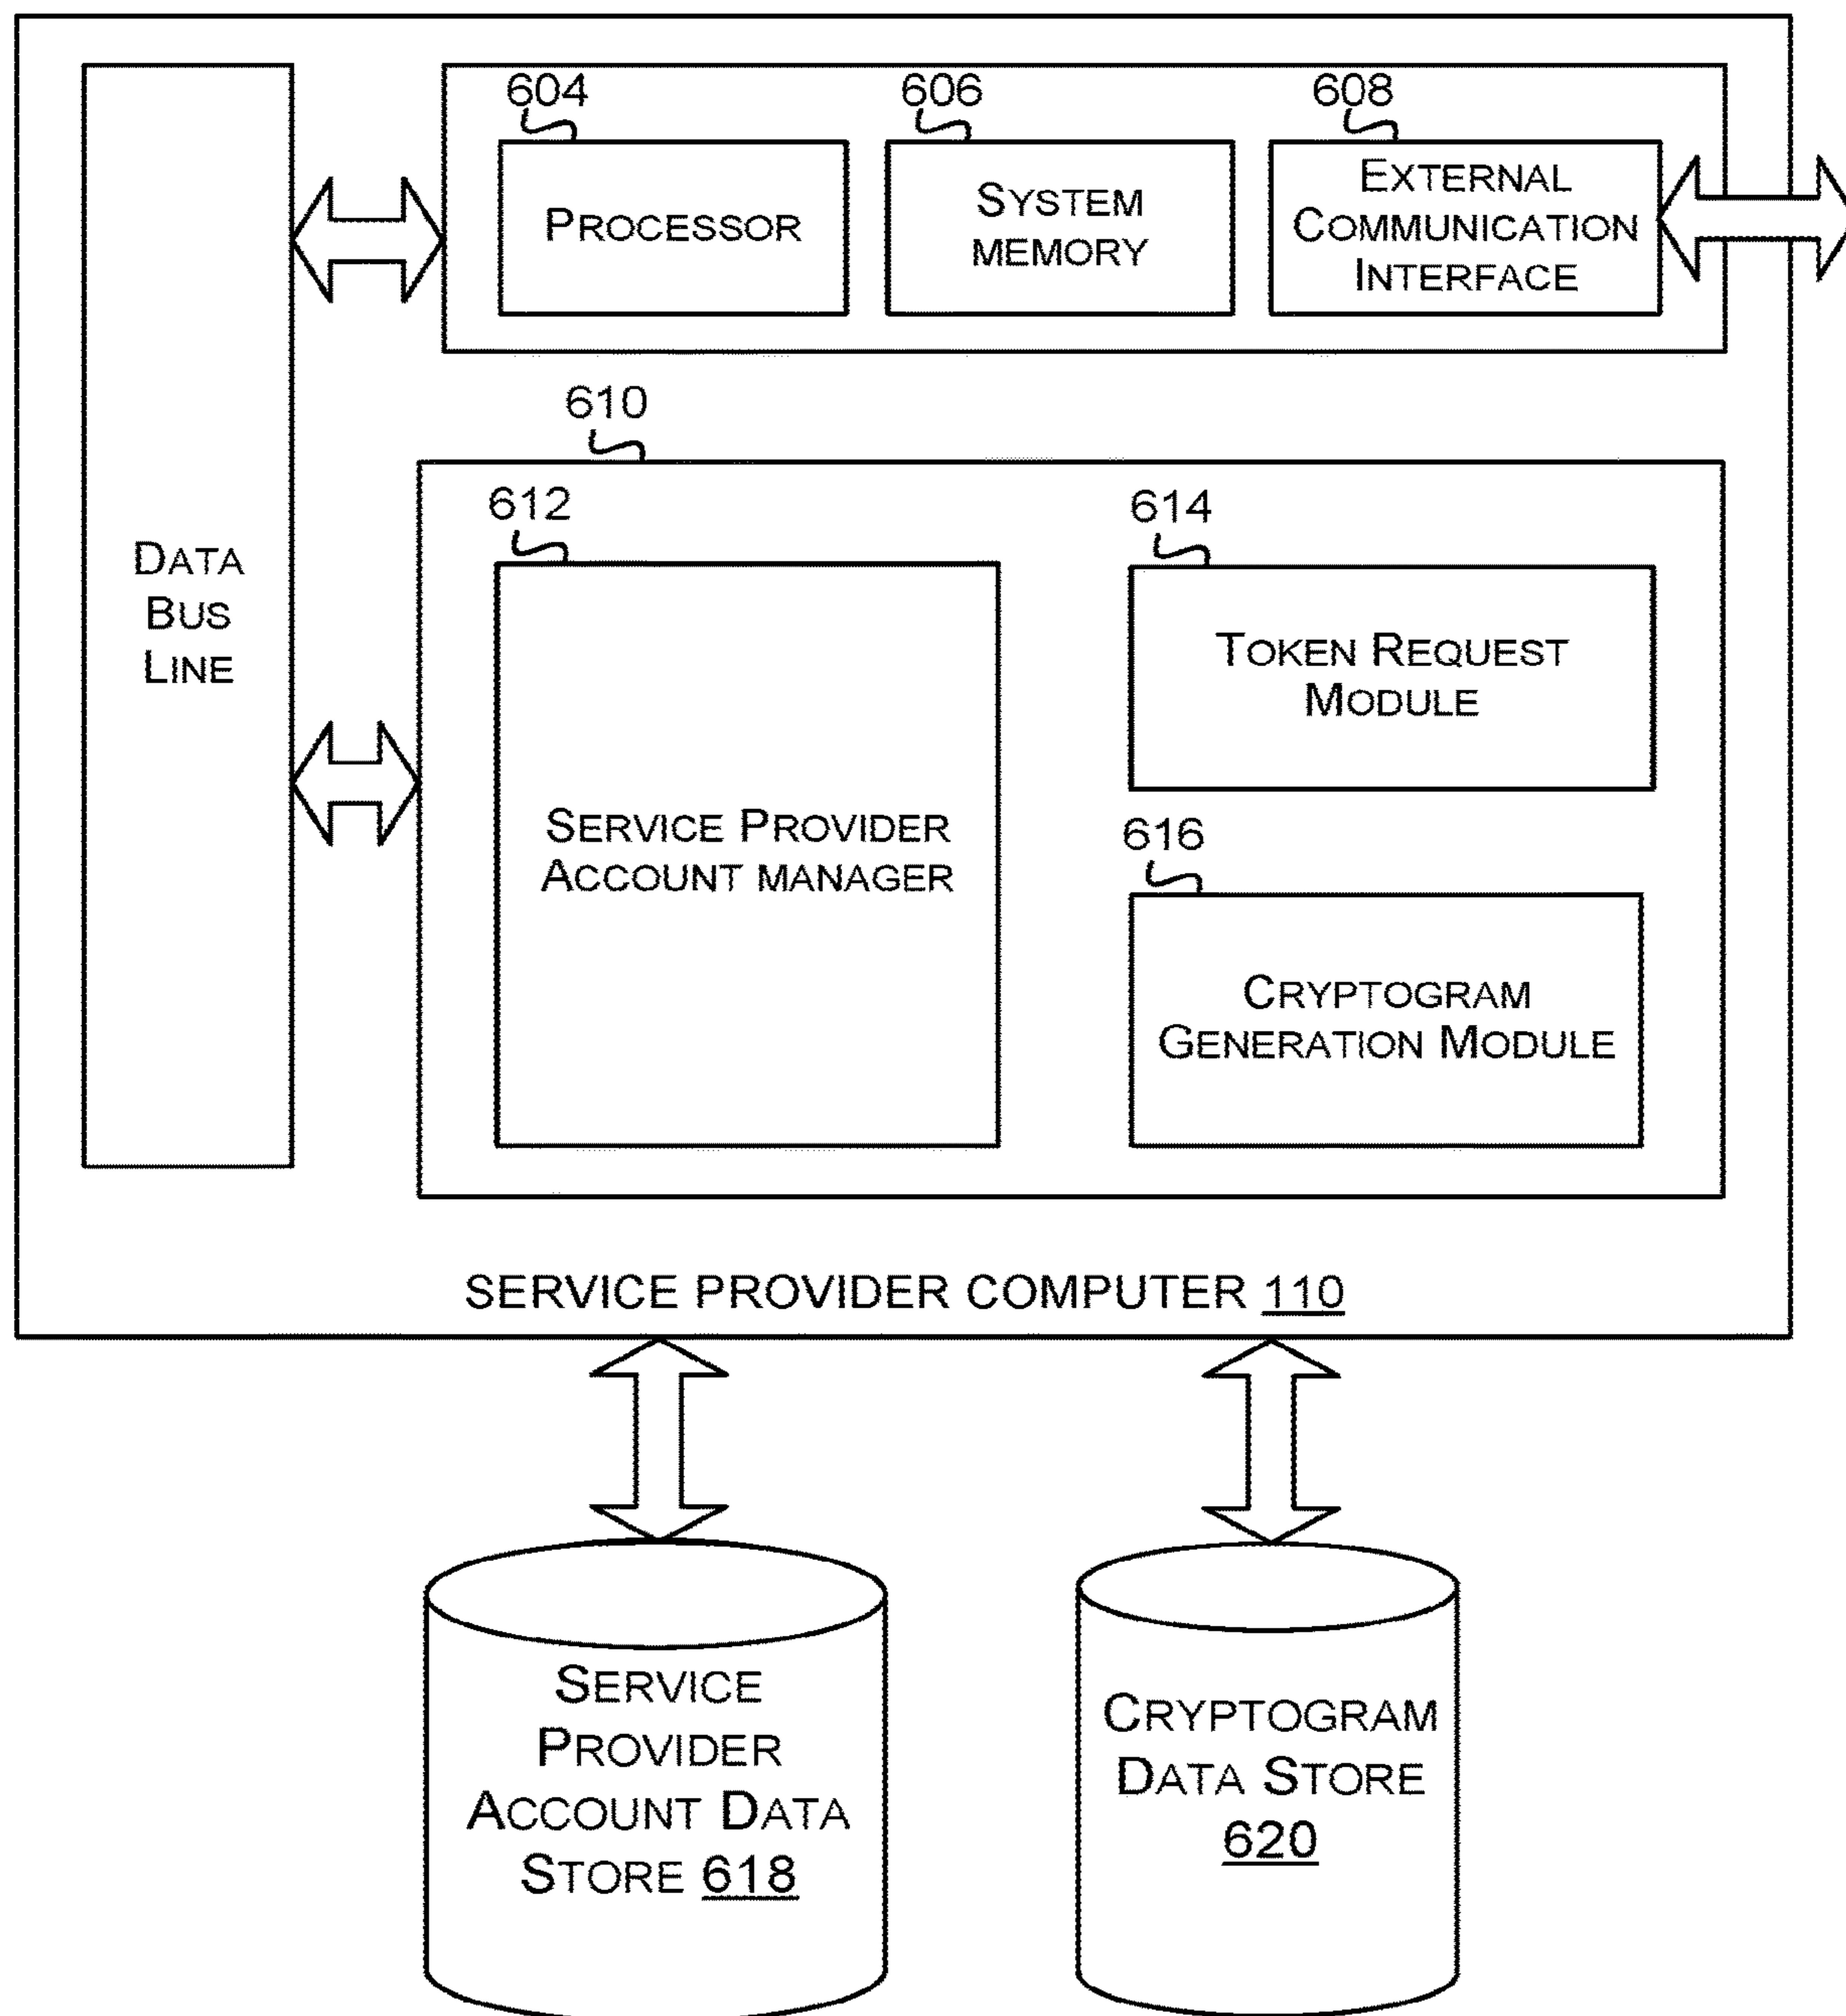 604
606
608
PROCESSOR
SYSTEM
MEMORY
EXTERNAL
COMMUNICATION
INTERFACE
610
612
614
DATA
BUS
LINE
TOKEN REQUEST
MODULE
SERVICE PROVIDER
ACCOUNT MANAGER
616
CRYPTOGRAM
GENERATION MODULE
SERVICE PROVIDER COMPUTER 110
SERVICE
PROVIDER
ACCOUNT DATA
STORE 618
CRYPTOGRAM
DATA STORE
620